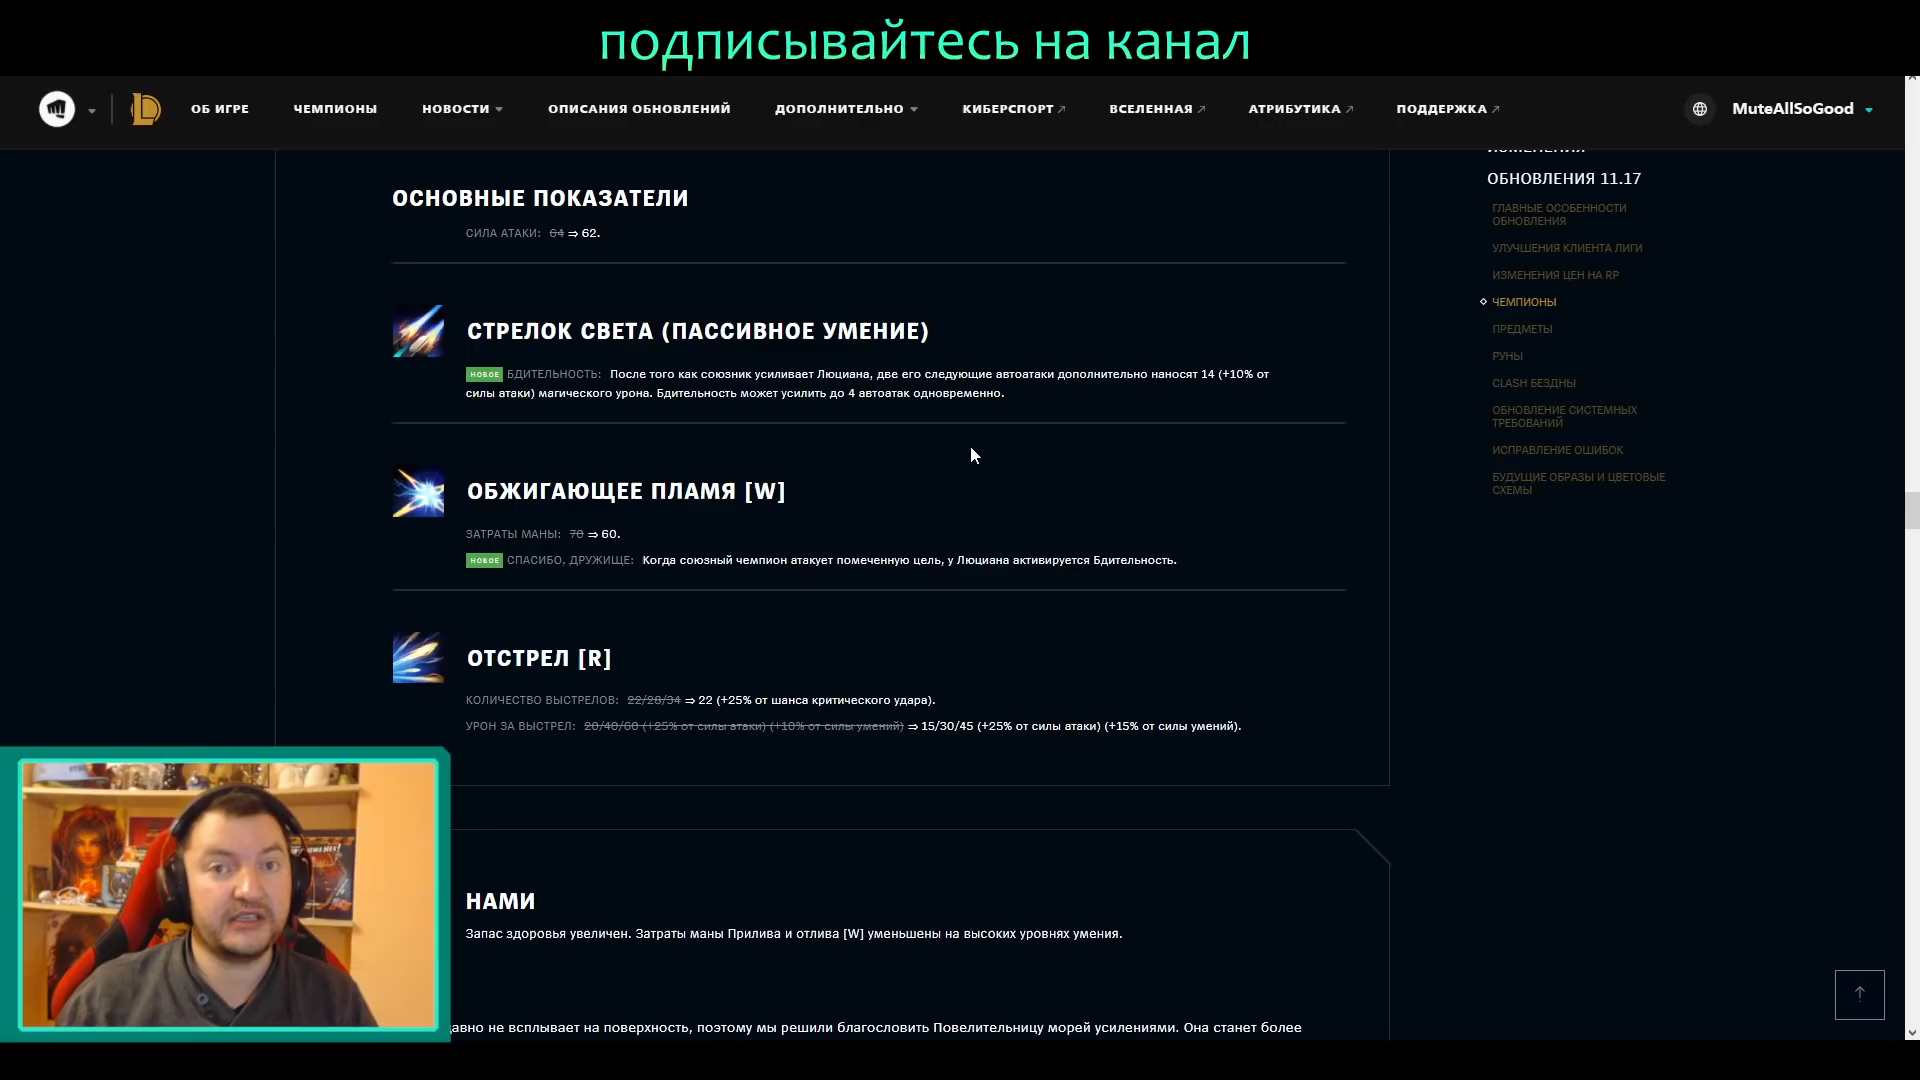 подписывайтесь на канал
ОБ ИГРЕ ЧЕМПИОНЫ НОВОСТИ ОПИСАНИЯ ОБНОВЛЕНИЙ ДОПОЛНИТЕЛЬНО КИБЕРСПОРТ ВСЕЛЕННАЯ АТРИБУТИКА ПОДДЕРЖКА MuteAllSoGood
ИЗМЕНЕНИЯ
ОБНОВЛЕНИЯ 11.17
ГЛАВНЫЕ ОСОБЕННОСТИ
ОБНОВЛЕНИЯ
УЛУЧШЕНИЯ КЛИЕНТА ЛИГИ
ИЗМЕНЕНИЯ ЦЕН НА RP
ЧЕМПИОНЫ
ПРЕДМЕТЫ
РУНЫ
CLASH БЕЗДНЫ
ОБНОВЛЕНИЕ СИСТЕМНЫХ
ТРЕБОВАНИЙ
ИСПРАВЛЕНИЕ ОШИБОК
БУДУЩИЕ ОБРАЗЫ И ЦВЕТОВЫЕ
СХЕМЫ
ОСНОВНЫЕ ПОКАЗАТЕЛИ
СИЛА АТАКИ: 64 ⇒ 62.
СТРЕЛОК СВЕТА (ПАССИВНОЕ УМЕНИЕ)
НОВОЕ БДИТЕЛЬНОСТЬ: После того как союзник усиливает Люциана, две его следующие автоатаки дополнительно наносят 14 (+10% от
силы атаки) магического урона. Бдительность может усилить до 4 автоатак одновременно.
ОБЖИГАЮЩЕЕ ПЛАМЯ [W]
ЗАТРАТЫ МАНЫ: 70 ⇒ 60.
НОВОЕ СПАСИБО, ДРУЖИЩЕ: Когда союзный чемпион атакует помеченную цель, у Люциана активируется Бдительность.
ОТСТРЕЛ [R]
КОЛИЧЕСТВО ВЫСТРЕЛОВ: 22/28/34 ⇒ 22 (+25% от шанса критического удара).
УРОН ЗА ВЫСТРЕЛ: 20/40/60 (+25% от силы атаки) (+10% от силы умений) ⇒ 15/30/45 (+25% от силы атаки) (+15% от силы умений).
НАМИ
Запас здоровья увеличен. Затраты маны Прилива и отлива [W] уменьшены на высоких уровнях умения.
давно не всплывает на поверхность, поэтому мы решили благословить Повелительницу морей усилениями. Она станет более